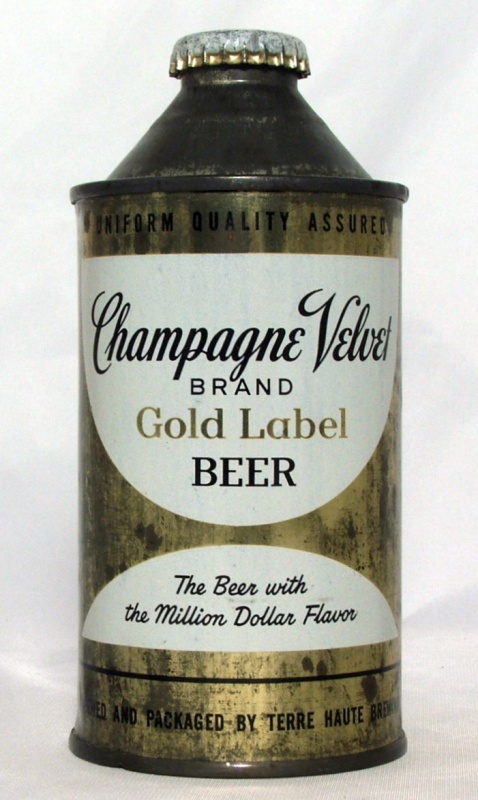 UNIFORM QUALITY ASSURED
Champagne Velvet
BRAND
Gold Label
BEER
The Beer with
the Million Dollar Flavor
AND PACKAGED BY TERRE HAUTE